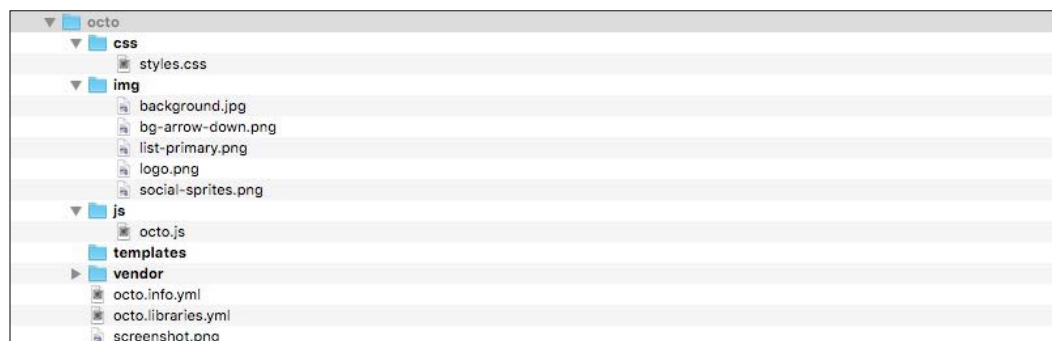 octo
css
styles.css
img
background.jpg
bg-arrow-down.png
list-primary.png
logo.png
social-sprites.png
js
octo.js
templates
vendor
octo.info.yml
octo.libraries.yml
screenshot.png